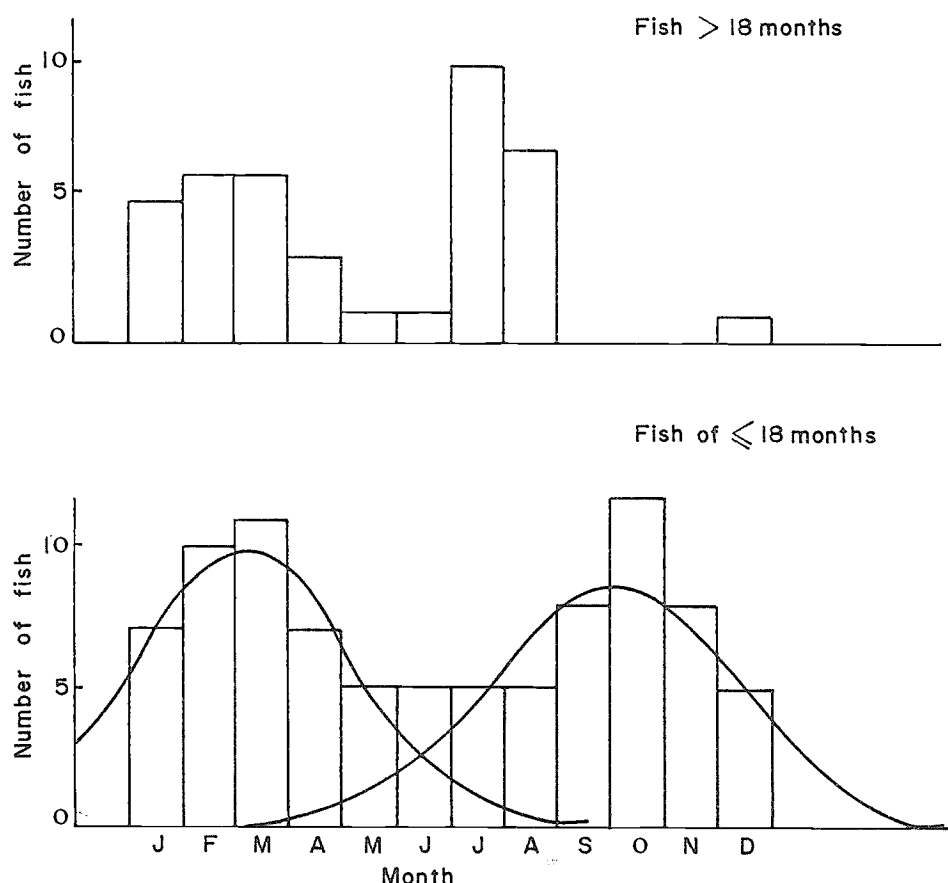 Fish > 18 months
Number of fish
10
5
0
Fish of ⩽ 18 months
Number of fish
10
5
0
J F M A M J J A S O N D
Month